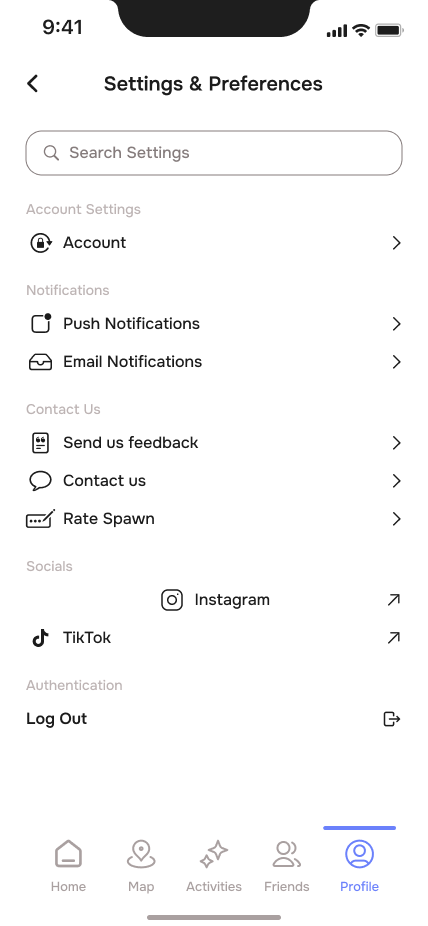 9:41
Settings & Preferences
Search Settings
Account Settings
Account
Notifications
Push Notifications
Email Notifications
Contact Us
Send us feedback
Contact us
Rate Spawn
Socials
Instagram
TikTok
Authentication
Log Out
Home Map Activities Friends Profile